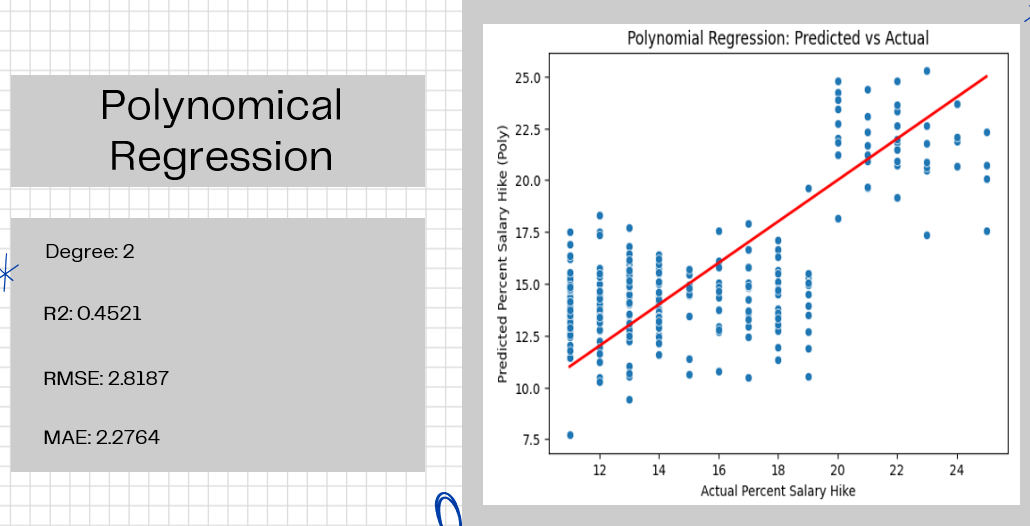 Polynomical
Regression
Degree: 2
R2: 0.4521
RMSE: 2.8187
MAE: 2.2764
Polynomial Regression: Predicted vs Actual
Predicted Percent Salary Hike (Poly)
25.0
22.5
20.0
17.5
15.0
12.5
10.0
7.5
12 14 16 18 20 22 24
Actual Percent Salary Hike